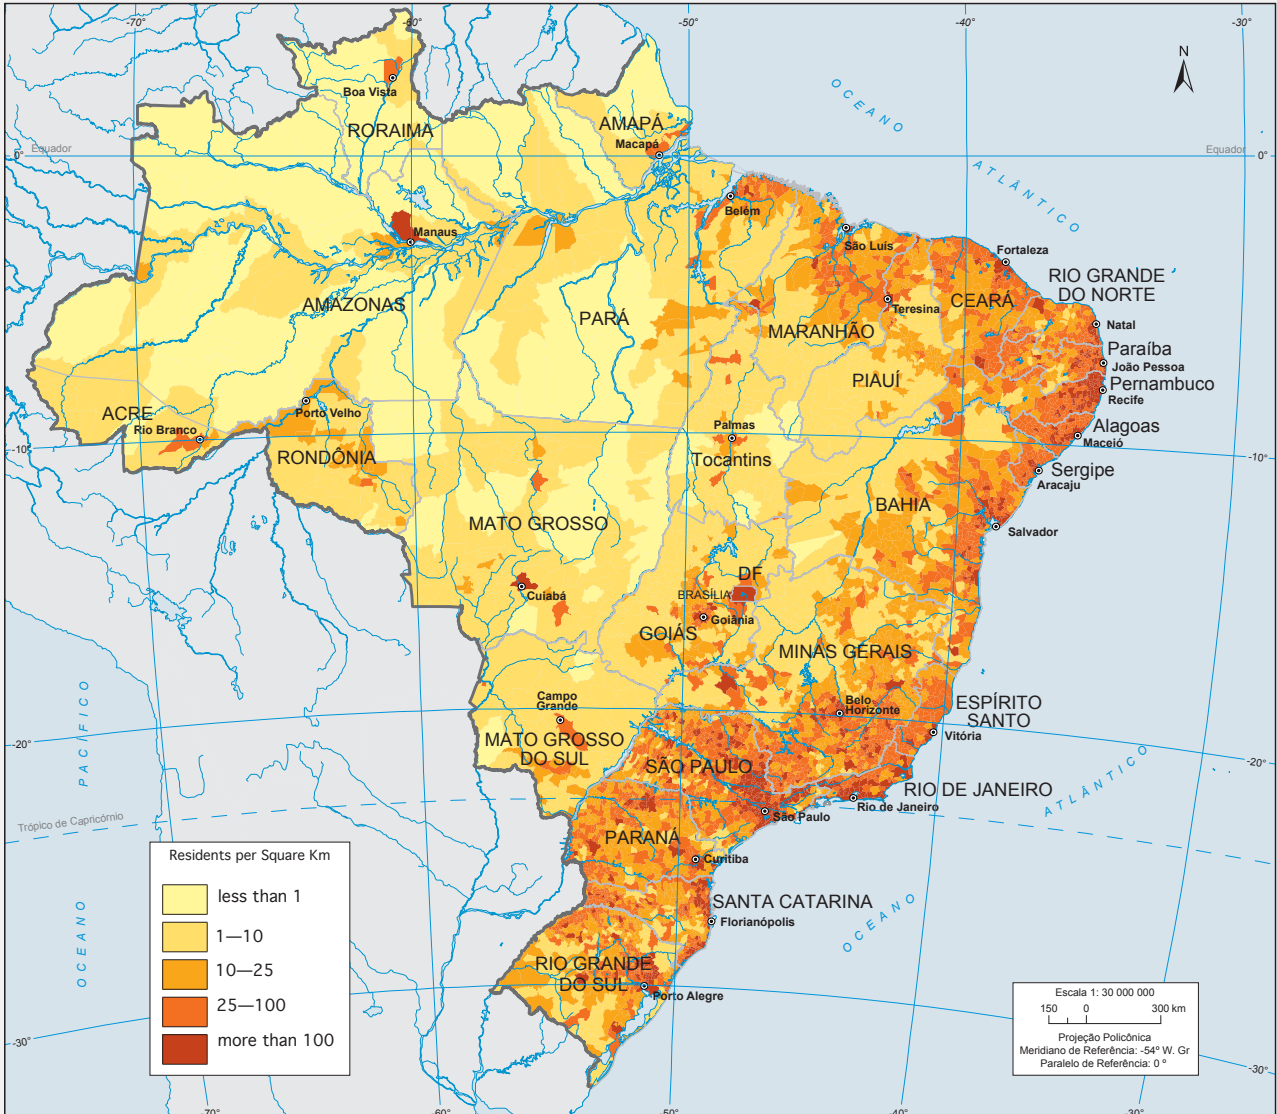 -70°
-60°
-50°
-40°
-30°
N
Boa Vista
RORAIMA
AMAPÁ
Macapá
OCEANO
ATLÂNTICO
Equador
0°
Equador
0°
Belém
Manaus
São Luís
Fortaleza
RIO GRANDE
DO NORTE
AMAZONAS
PARÁ
CEARÁ
Teresina
MARANHÃO
Natal
Paraíba
João Pessoa
PIAUÍ
Pernambuco
Recife
ACRE
Rio Branco
Porto Velho
Palmas
Alagoas
Maceió
-10°
RONDÔNIA
Tocantins
Sergipe
Aracaju
-10°
BAHIA
MATO GROSSO
Salvador
DF
BRASÍLIA
Cuiabá
Goiânia
GOIÁS
MINAS GERAIS
Campo
Grande
Belo
Horizonte
ESPÍRITO
SANTO
Vitória
MATO GROSSO
DO SUL
-20°
-20°
SÃO PAULO
RIO DE JANEIRO
Rio de Janeiro
São Paulo
OCEANO
PACÍFICO
Trópico de Capricórnio
PARANÁ
Curitiba
SANTA CATARINA
Florianópolis
OCEANO
ATLÂNTICO
RIO GRANDE
DO SUL
Porto Alegre
-30°
-30°
Residents per Square Km
less than 1
1—10
10—25
25—100
more than 100
Escala 1: 30 000 000
150 0 300 km
Projeção Policônica
Meridiano de Referência: -54º W. Gr
Paralelo de Referência: 0 º
-70°
-60°
-50°
-40°
-30°